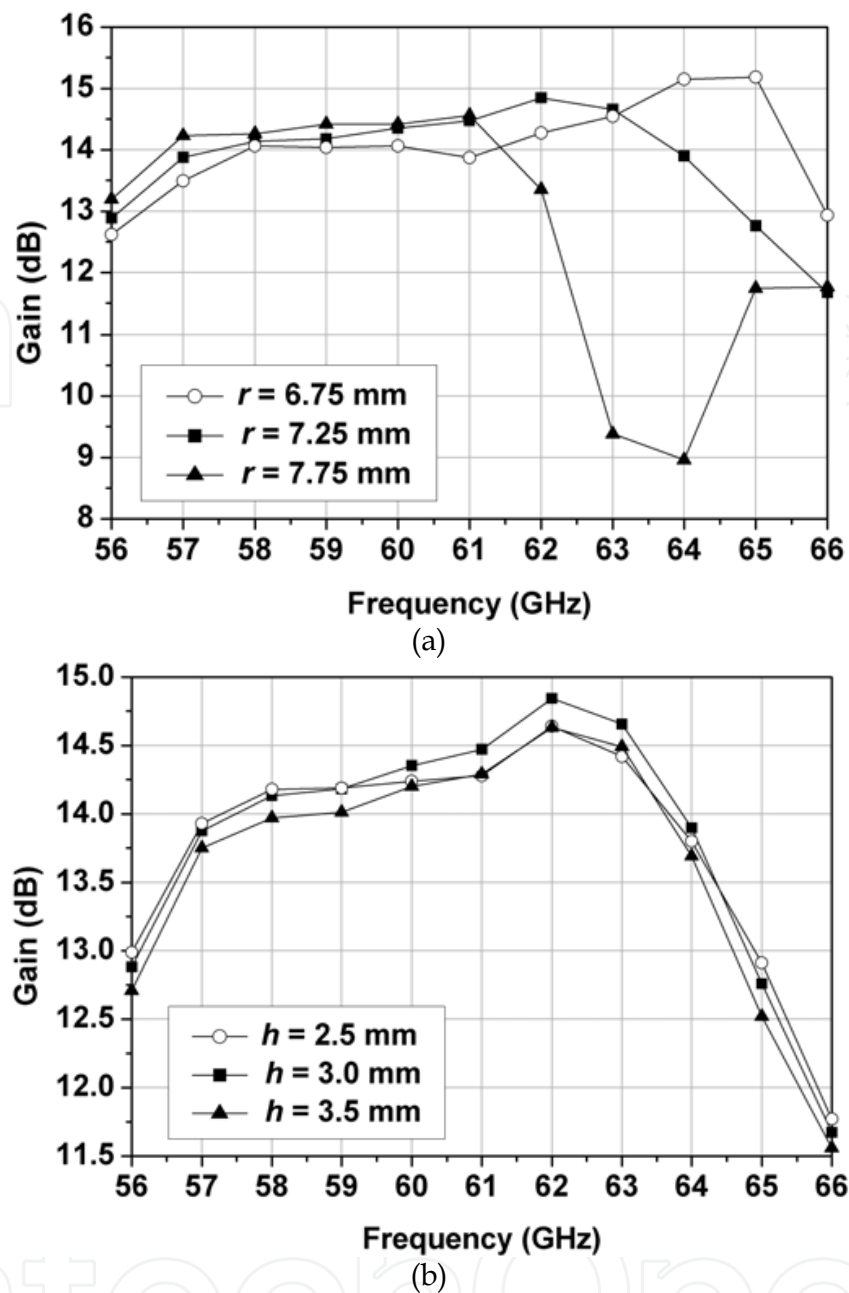 16
15
14
13
12
11
10
9
8
Gain (dB)
r = 6.75 mm
r = 7.25 mm
r = 7.75 mm
56 57 58 59 60 61 62 63 64 65 66
Frequency (GHz)
(a)
15.0
14.5
14.0
13.5
13.0
12.5
12.0
11.5
Gain (dB)
h = 2.5 mm
h = 3.0 mm
h = 3.5 mm
56 57 58 59 60 61 62 63 64 65 66
Frequency (GHz)
(b)